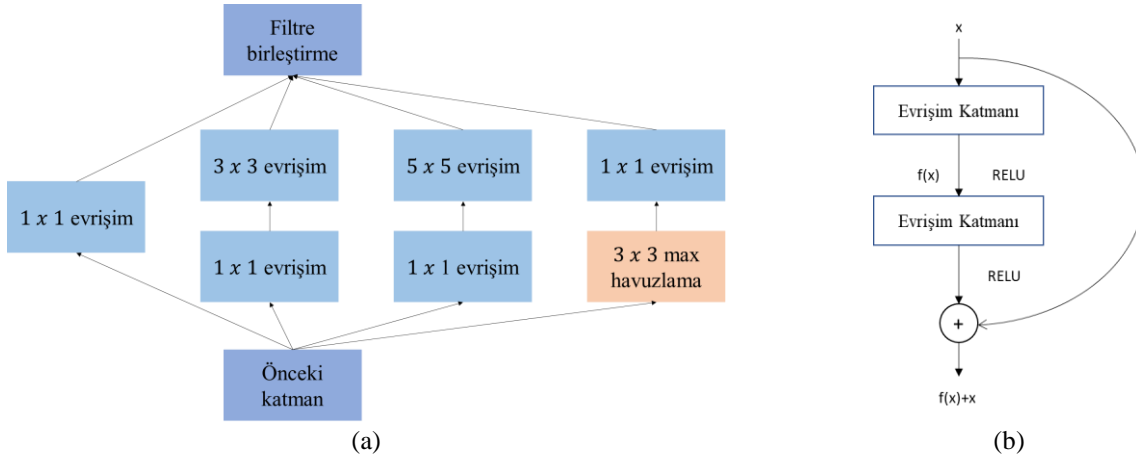 Filtre
birleştirme
3 x 3 evrişim
5 x 5 evrişim
1 x 1 evrişim
1 x 1 evrişim
1 x 1 evrişim
1 x 1 evrişim
3 x 3 max
havuzlama
Önceki
katman
(a)
x
Evrişim Katmanı
f(x) RELU
Evrişim Katmanı
RELU
+
f(x)+x
(b)